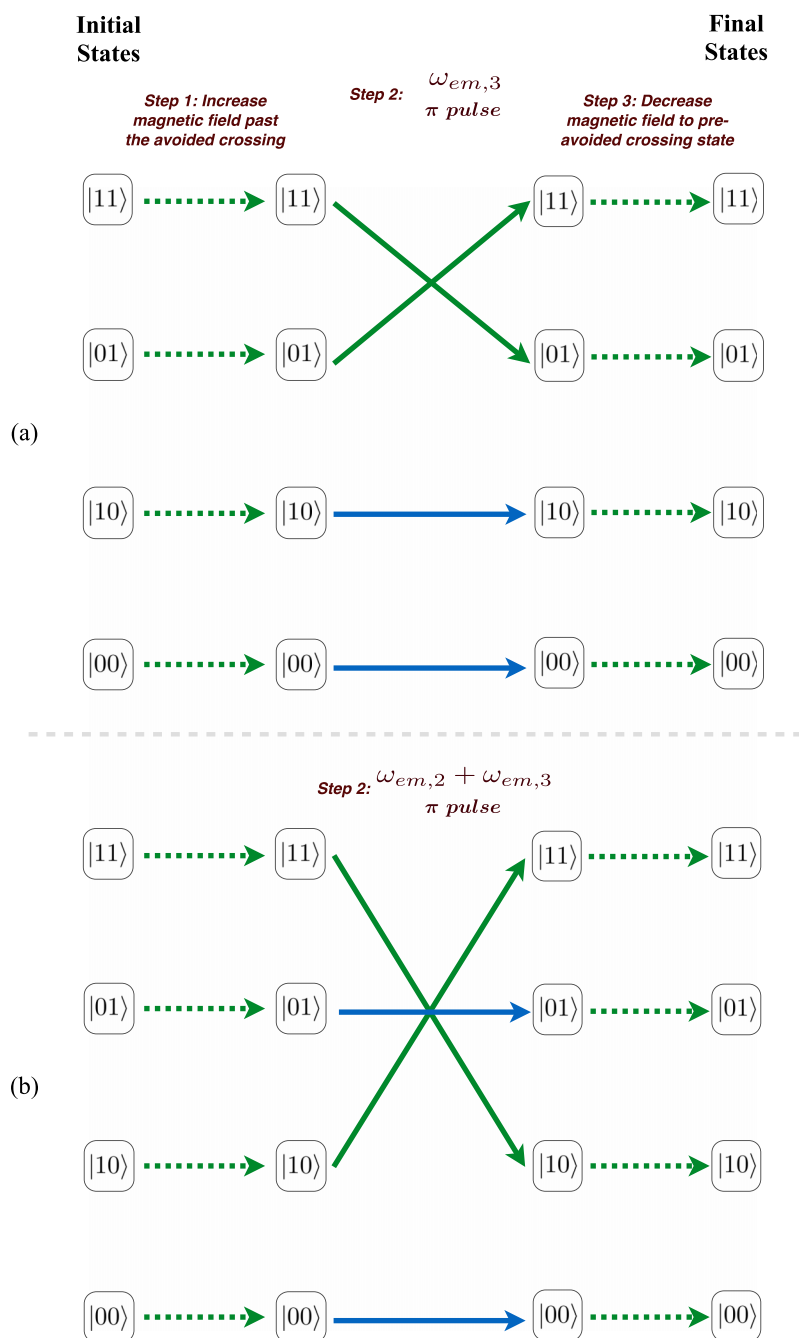 Initial
States
Final
States
Step 1: Increase
magnetic field past
the avoided crossing
Step 2: ω_{em,3}
π pulse
Step 3: Decrease
magnetic field to pre-
avoided crossing state
|11⟩ |11⟩ |11⟩ |11⟩
|01⟩ |01⟩ |01⟩ |01⟩
(a)
|10⟩ |10⟩ |10⟩ |10⟩
|00⟩ |00⟩ |00⟩ |00⟩
Step 2: ω_{em,2} + ω_{em,3}
π pulse
|11⟩ |11⟩ |11⟩ |11⟩
|01⟩ |01⟩ |01⟩ |01⟩
(b)
|10⟩ |10⟩ |10⟩ |10⟩
|00⟩ |00⟩ |00⟩ |00⟩